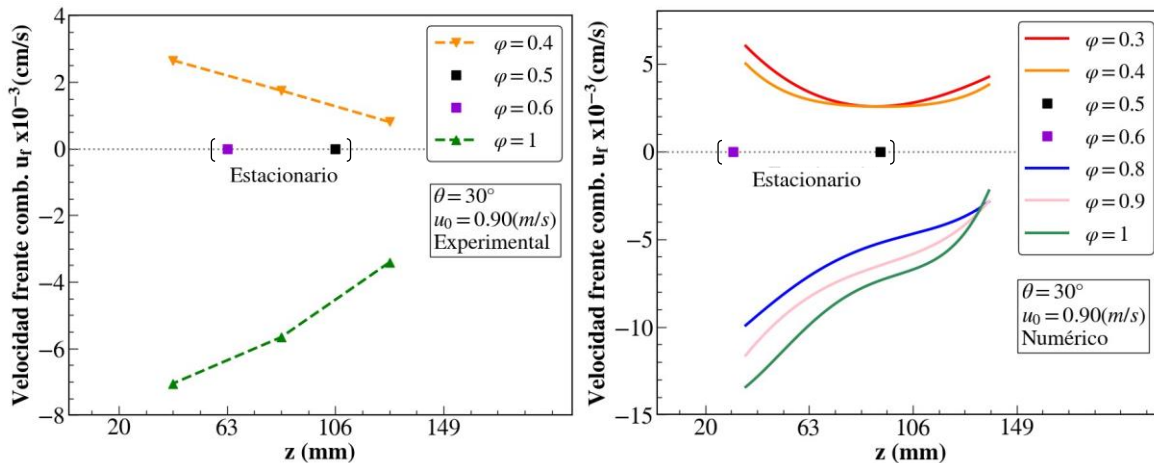 Velocidad frente comb. u_f x10⁻³(cm/s)
4
2
0
−2
−4
−6
−8
φ = 0.4
φ = 0.5
φ = 0.6
φ = 1
Estacionario
θ = 30°
u₀ = 0.90(m/s)
Experimental
20 63 106 149
z (mm)
Velocidad frente comb. u_f x10⁻³(cm/s)
5
0
−5
−10
−15
φ = 0.3
φ = 0.4
φ = 0.5
φ = 0.6
φ = 0.8
φ = 0.9
φ = 1
Estacionario
θ = 30°
u₀ = 0.90(m/s)
Numérico
20 63 106 149
z (mm)